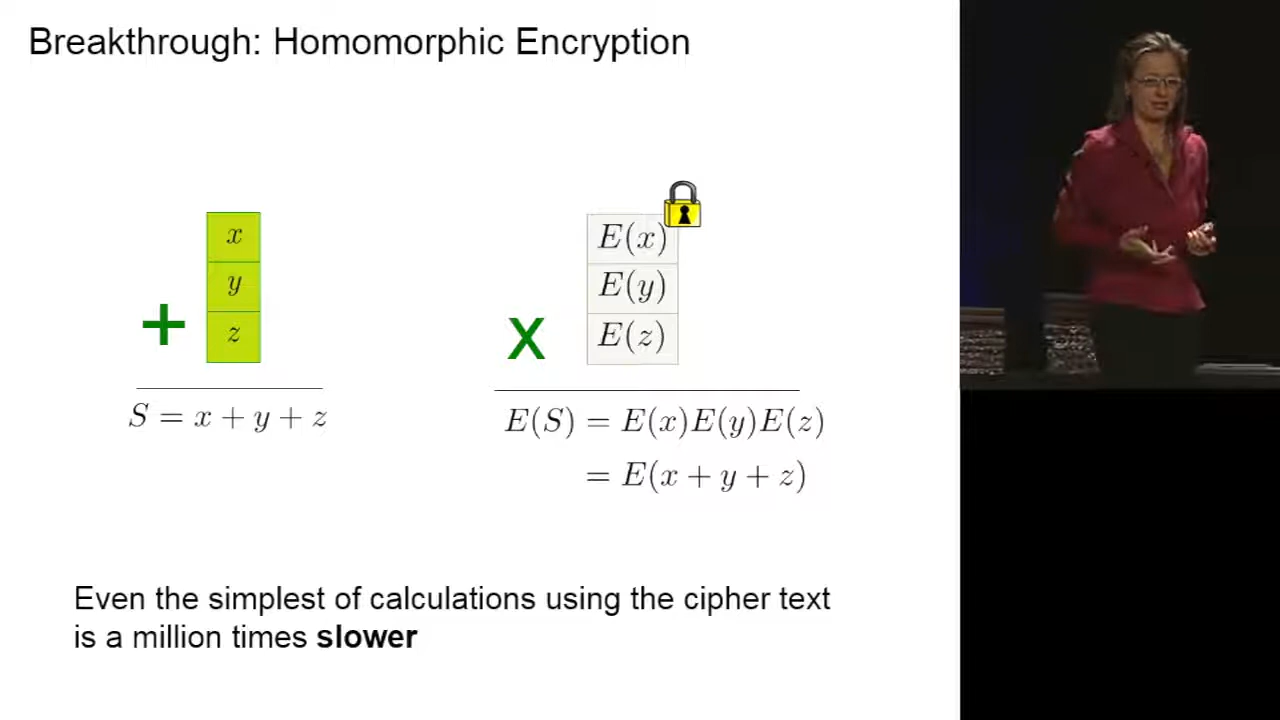 Breakthrough: Homomorphic Encryption
x
y
z
+
S = x + y + z
E(x)
E(y)
E(z)
x
E(S) = E(x)E(y)E(z)
= E(x + y + z)
Even the simplest of calculations using the cipher text
is a million times slower